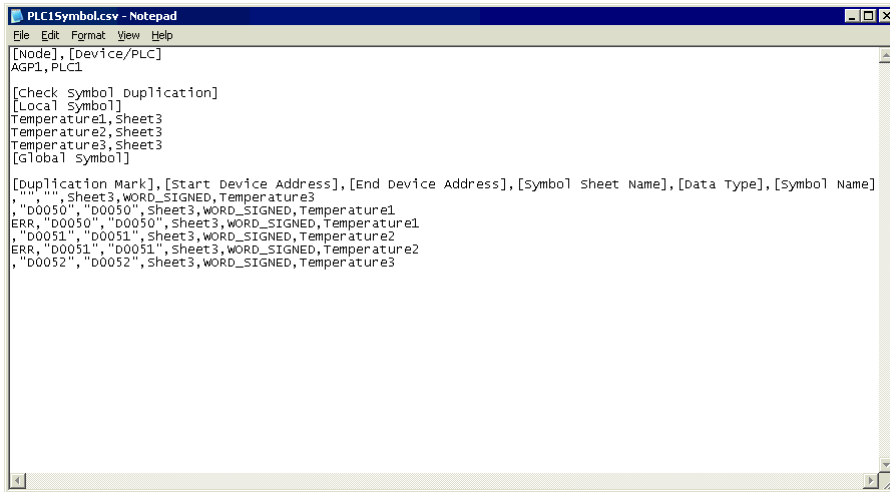 PLC1Symbol.csv - Notepad
File Edit Format View Help
[Node],[Device/PLC]
AGP1,PLC1
[Check Symbol Duplication]
[Local Symbol]
Temperature1,Sheet3
Temperature2,Sheet3
Temperature3,Sheet3
[Global Symbol]
[Duplication Mark],[Start Device Address],[End Device Address],[Symbol Sheet Name],[Data Type],[Symbol Name]
,"","",Sheet3,WORD_SIGNED,Temperature3
,"D0050","D0050",Sheet3,WORD_SIGNED,Temperature1
ERR,"D0050","D0050",Sheet3,WORD_SIGNED,Temperature1
,"D0051","D0051",Sheet3,WORD_SIGNED,Temperature2
ERR,"D0051","D0051",Sheet3,WORD_SIGNED,Temperature2
,"D0052","D0052",Sheet3,WORD_SIGNED,Temperature3